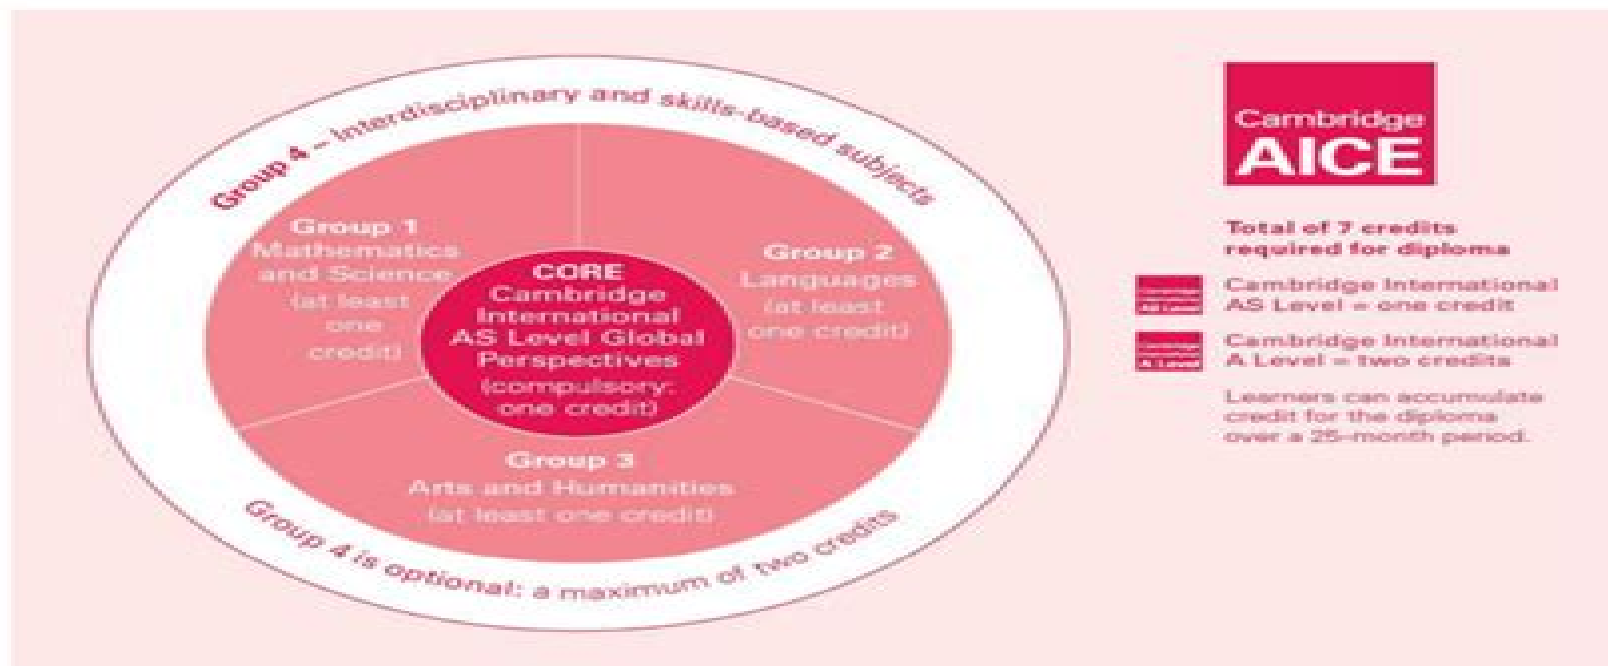 Group 4 – Interdisciplinary and skills-based subjects
Group 1
Mathematics
and Science
(at least
one
credit)
Group 2
Languages
(at least
one credit)
CORE
Cambridge
International
AS Level Global
Perspectives
(compulsory:
one credit)
Group 3
Arts and Humanities
(at least one credit)
Group 4 is optional: a maximum of two credits
Cambridge
AICE
Total of 7 credits
required for diploma
AS Level
Cambridge International
AS Level = one credit
A Level
Cambridge International
A Level = two credits
Learners can accumulate
credit for the diploma
over a 25-month period.